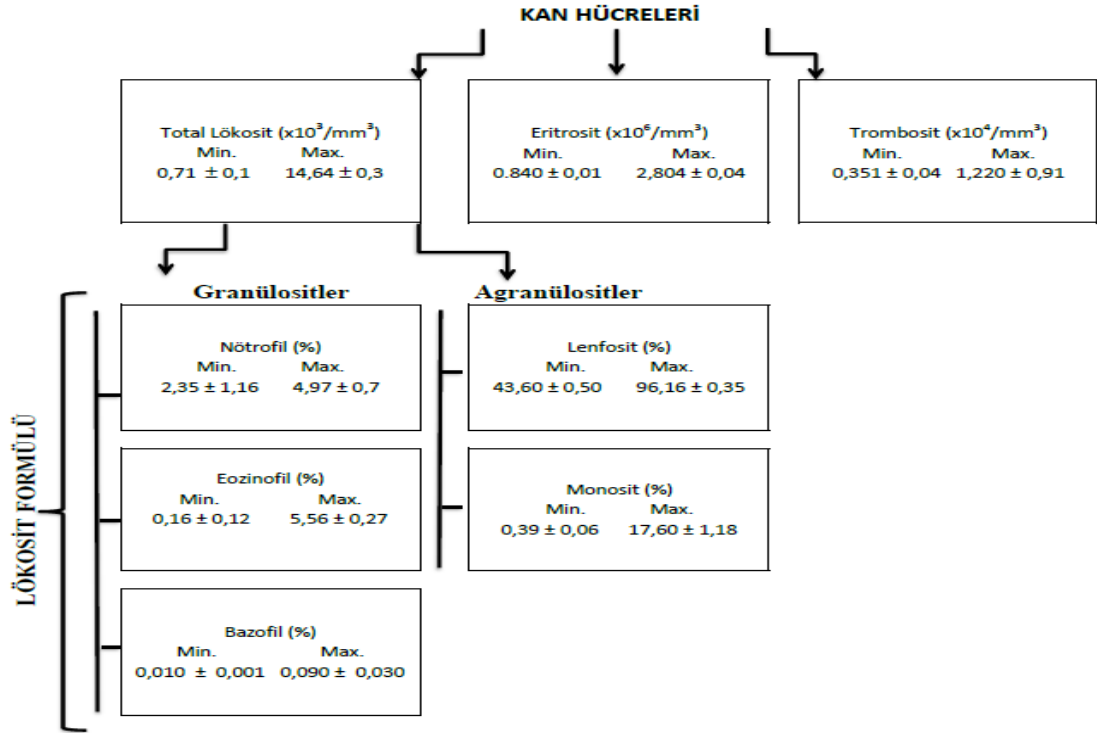 KAN HÜCRELERİ
Total Lökosit (x10³/mm³)
Min. Max.
0,71 ± 0,1 14,64 ± 0,3
Eritrosit (x10⁶/mm³)
Min. Max.
0.840 ± 0,01 2,804 ± 0,04
Trombosit (x10⁴/mm³)
Min. Max.
0,351 ± 0,04 1,220 ± 0,91
LÖKOSİT FORMÜLÜ
Granülositler
Nötrofil (%)
Min. Max.
2,35 ± 1,16 4,97 ± 0,7
Eozinofil (%)
Min. Max.
0,16 ± 0,12 5,56 ± 0,27
Bazofil (%)
Min. Max.
0,010 ± 0,001 0,090 ± 0,030
Agranülositler
Lenfosit (%)
Min. Max.
43,60 ± 0,50 96,16 ± 0,35
Monosit (%)
Min. Max.
0,39 ± 0,06 17,60 ± 1,18